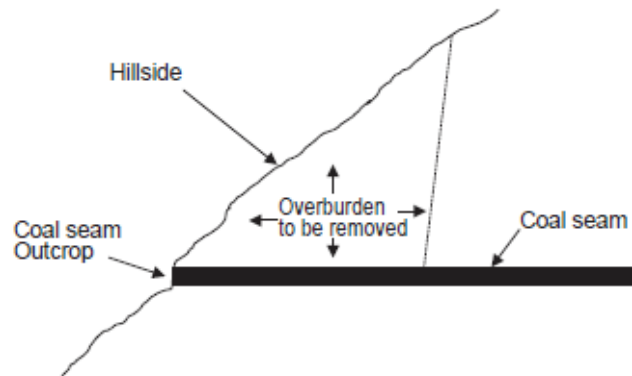 Hillside
Overburden
to be removed
Coal seam
Outcrop
Coal seam